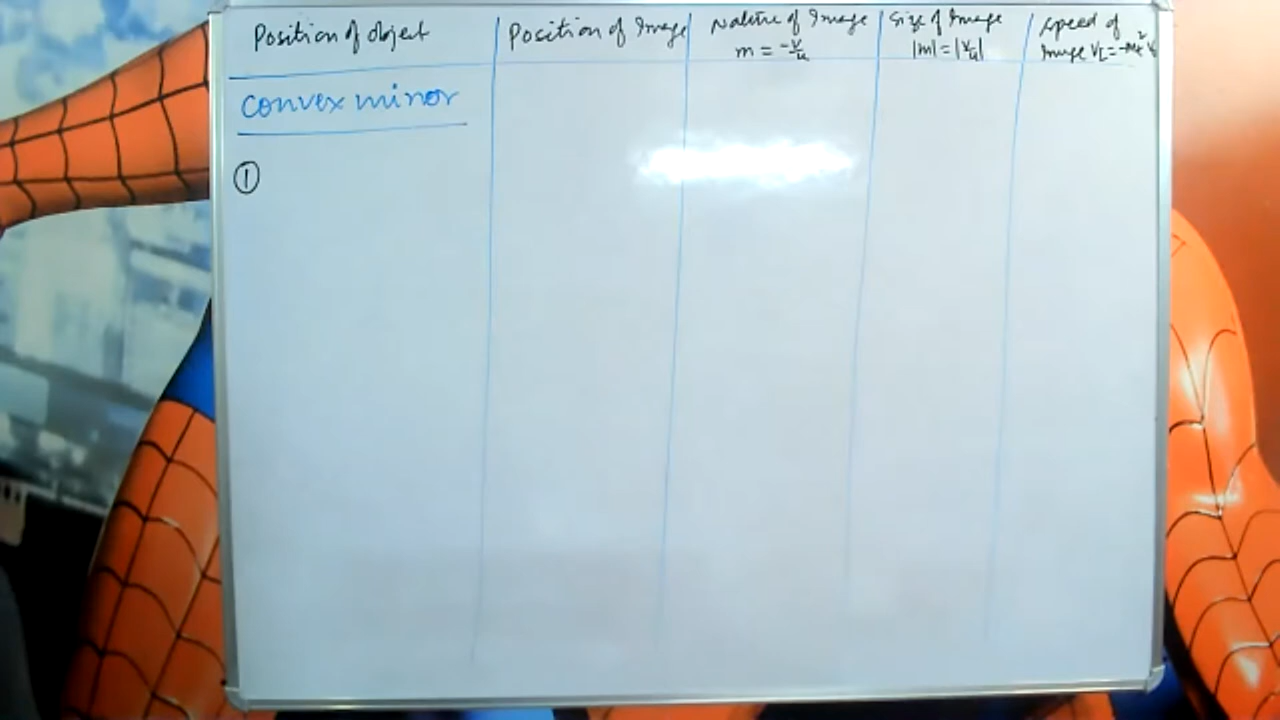 Position of object
Position of Image
Nature of Image
m = -v/u
Size of Image
|m| = |v/u|
Speed of
Image
Convex mirror
①